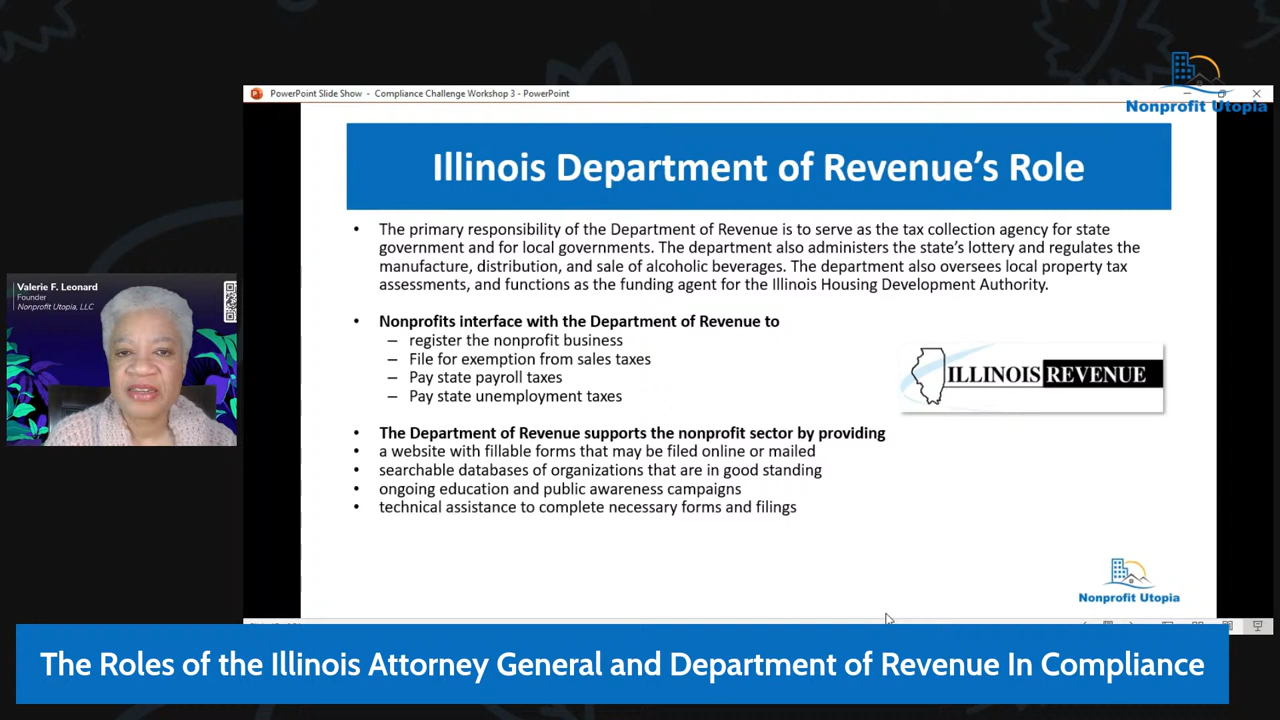 Nonprofit Utopia
PowerPoint Slide Show - Compliance Challenge Workshop 3 - PowerPoint
Illinois Department of Revenue's Role
• The primary responsibility of the Department of Revenue is to serve as the tax collection agency for state
government and for local governments. The department also administers the state's lottery and regulates the
manufacture, distribution, and sale of alcoholic beverages. The department also oversees local property tax
assessments, and functions as the funding agent for the Illinois Housing Development Authority.
• Nonprofits interface with the Department of Revenue to
– register the nonprofit business
– File for exemption from sales taxes
– Pay state payroll taxes
– Pay state unemployment taxes
• The Department of Revenue supports the nonprofit sector by providing
• a website with fillable forms that may be filed online or mailed
• searchable databases of organizations that are in good standing
• ongoing education and public awareness campaigns
• technical assistance to complete necessary forms and filings
ILLINOIS REVENUE
Valerie F. Leonard
Founder
Nonprofit Utopia, LLC
Nonprofit Utopia
The Roles of the Illinois Attorney General and Department of Revenue In Compliance